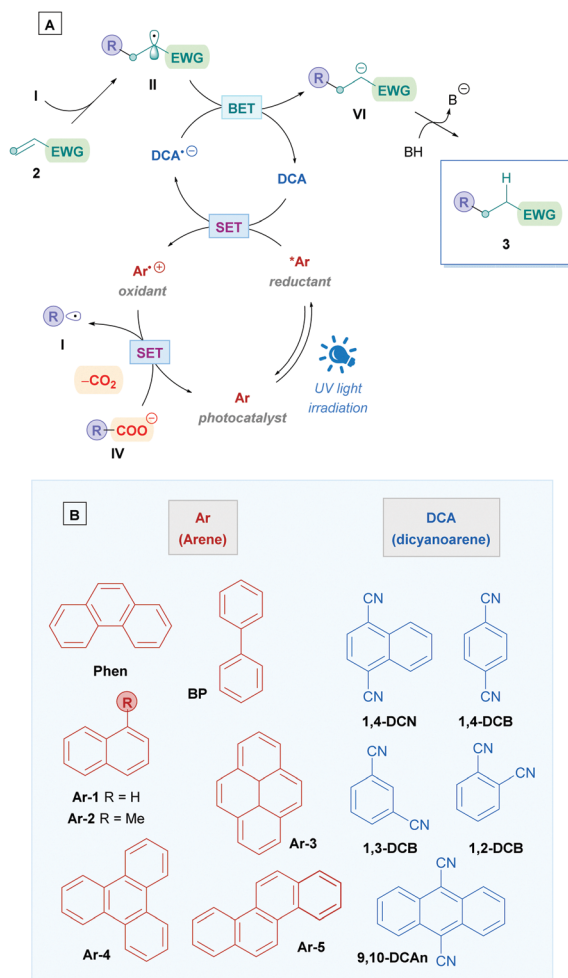 A
R
EWG
II
I
EWG
2
BET
R
⊖
EWG
VI
B⊖
BH
DCA•⊖
DCA
R
H
EWG
3
SET
Ar•⊕
oxidant
*Ar
reductant
R
I
SET
–CO2
R
COO⊖
IV
Ar
photocatalyst
UV light
irradiation
B
Ar
(Arene)
DCA
(dicyanoarene)
Phen
BP
CN
CN
1,4-DCN
CN
CN
1,4-DCB
R
Ar-1 R = H
Ar-2 R = Me
Ar-3
CN
CN
1,3-DCB
CN
CN
1,2-DCB
Ar-4
Ar-5
CN
CN
9,10-DCAn